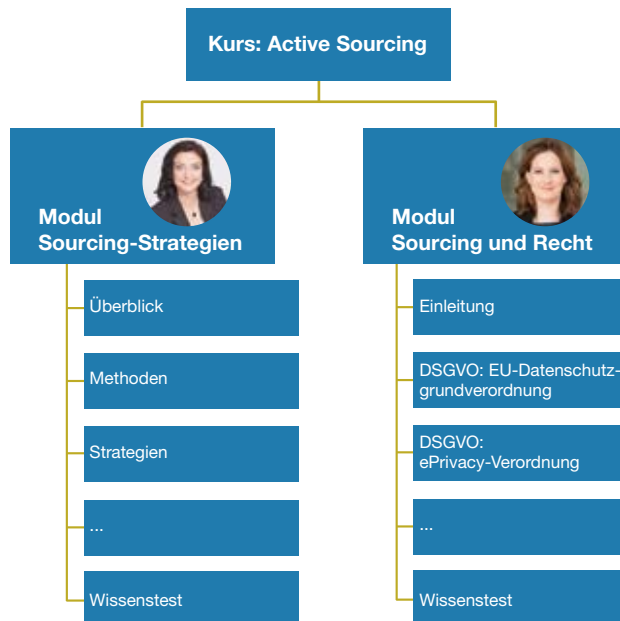 Kurs: Active Sourcing
Modul
Sourcing-Strategien
Überblick
Methoden
Strategien
...
Wissenstest
Modul
Sourcing und Recht
Einleitung
DSGVO: EU-Datenschutz-
grundverordnung
DSGVO:
ePrivacy-Verordnung
...
Wissenstest